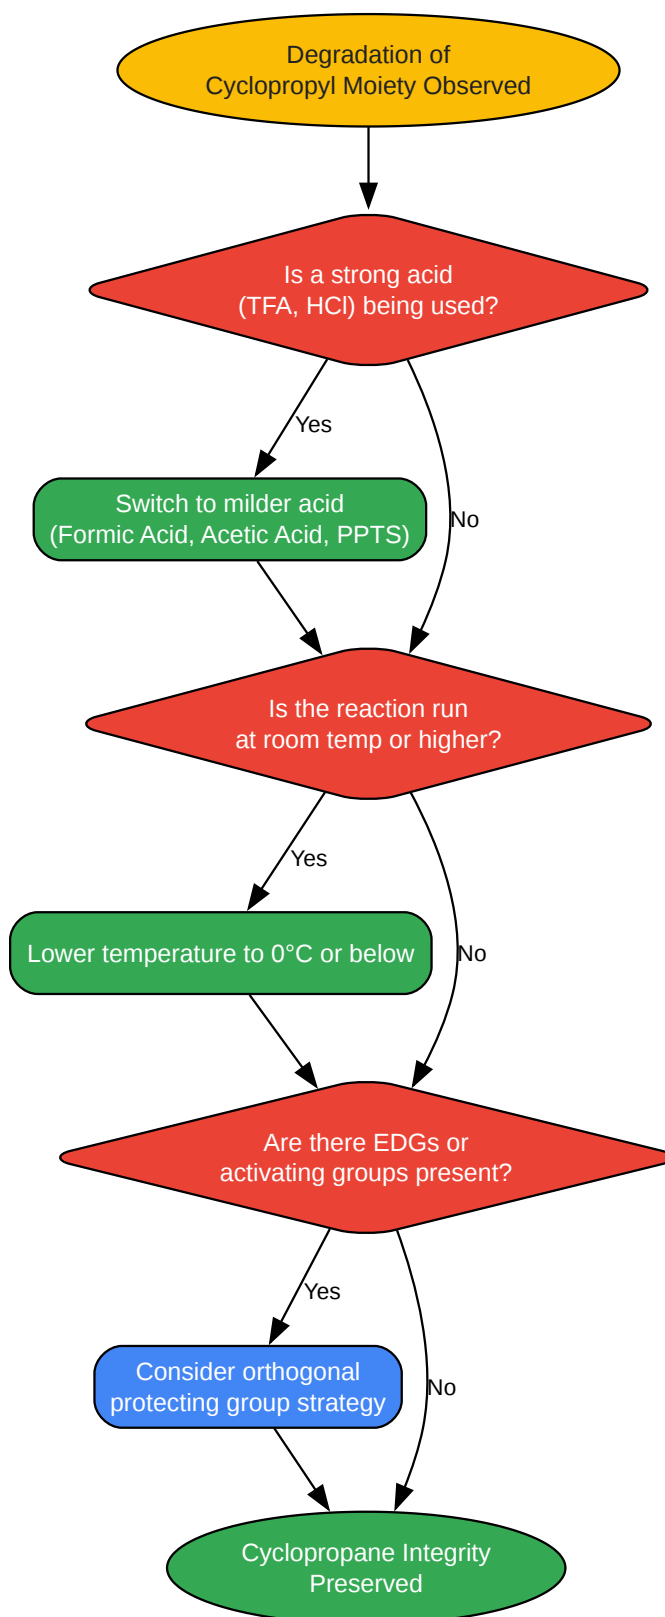 Degradation of
Cyclopropyl Moiety Observed
Is a strong acid
(TFA, HCl) being used?
Yes
Switch to milder acid
(Formic Acid, Acetic Acid, PPTS)
No
Is the reaction run
at room temp or higher?
Yes
Lower temperature to 0°C or below
No
Are there EDGs or
activating groups present?
Yes
Consider orthogonal
protecting group strategy
No
Cyclopropane Integrity
Preserved